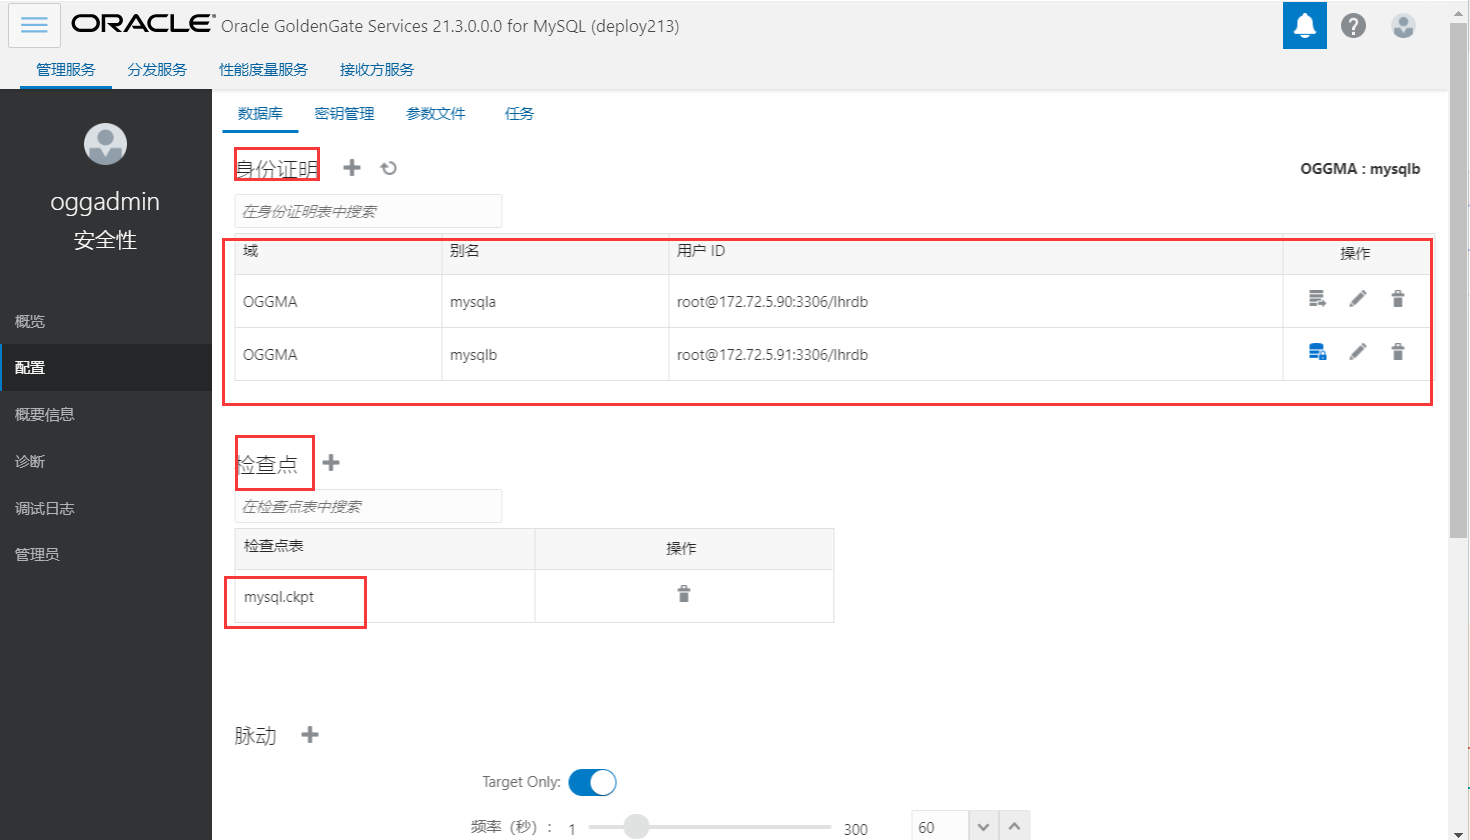 ORACLE Oracle GoldenGate Services 21.3.0.0.0 for MySQL (deploy213)
管理服务 分发服务 性能度量服务 接收方服务
oggadmin
安全性
概览
配置
概要信息
诊断
调试日志
管理员
数据库 密钥管理 参数文件 任务
身份证明 OGGMA : mysqlb
在身份证明表中搜索
域 别名 用户 ID 操作
OGGMA mysqla root@172.72.5.90:3306/lhrdb
OGGMA mysqlb root@172.72.5.91:3306/lhrdb
检查点
在检查点表中搜索
检查点表 操作
mysql.ckpt
脉动
Target Only:
频率（秒）: 1 300 60